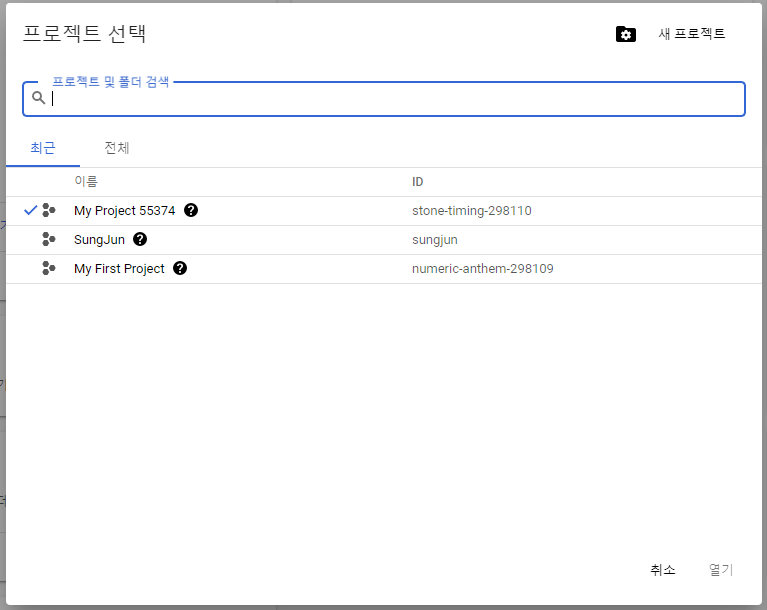 프로젝트 선택
새 프로젝트
프로젝트 및 폴더 검색
최근 전체
이름 ID
My Project 55374 stone-timing-298110
SungJun sungjun
My First Project numeric-anthem-298109
취소 열기